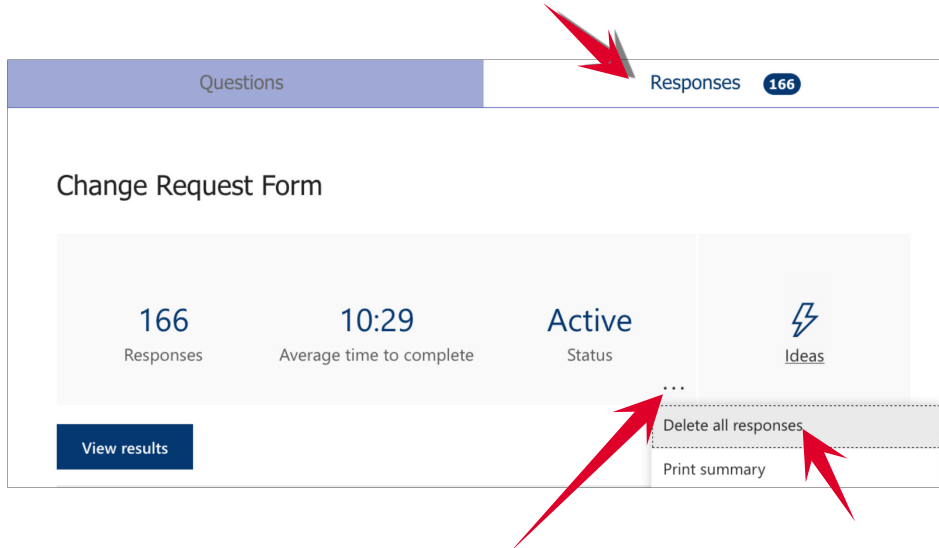 Questions
Responses 166
Change Request Form
166
Responses
10:29
Average time to complete
Active
Status
Ideas
...
Delete all responses
Print summary
View results